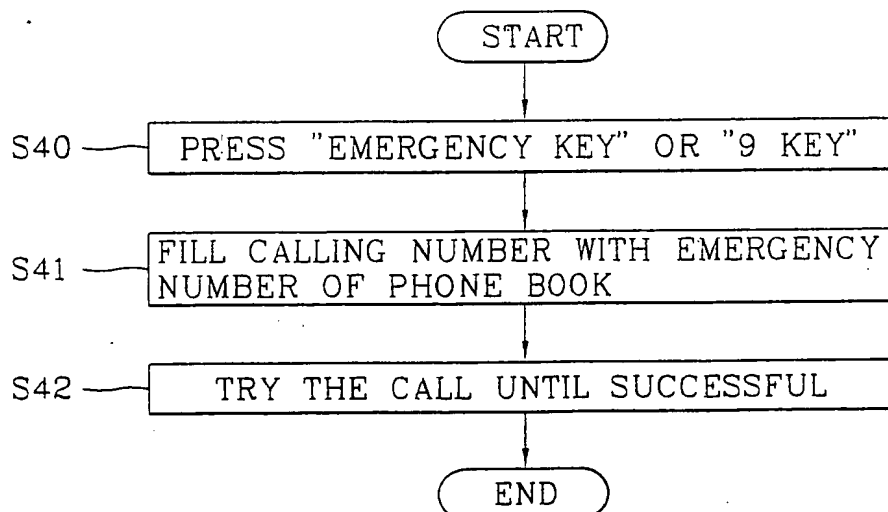 START
S40
PRESS "EMERGENCY KEY" OR "9 KEY"
S41
FILL CALLING NUMBER WITH EMERGENCY
NUMBER OF PHONE BOOK
S42
TRY THE CALL UNTIL SUCCESSFUL
END